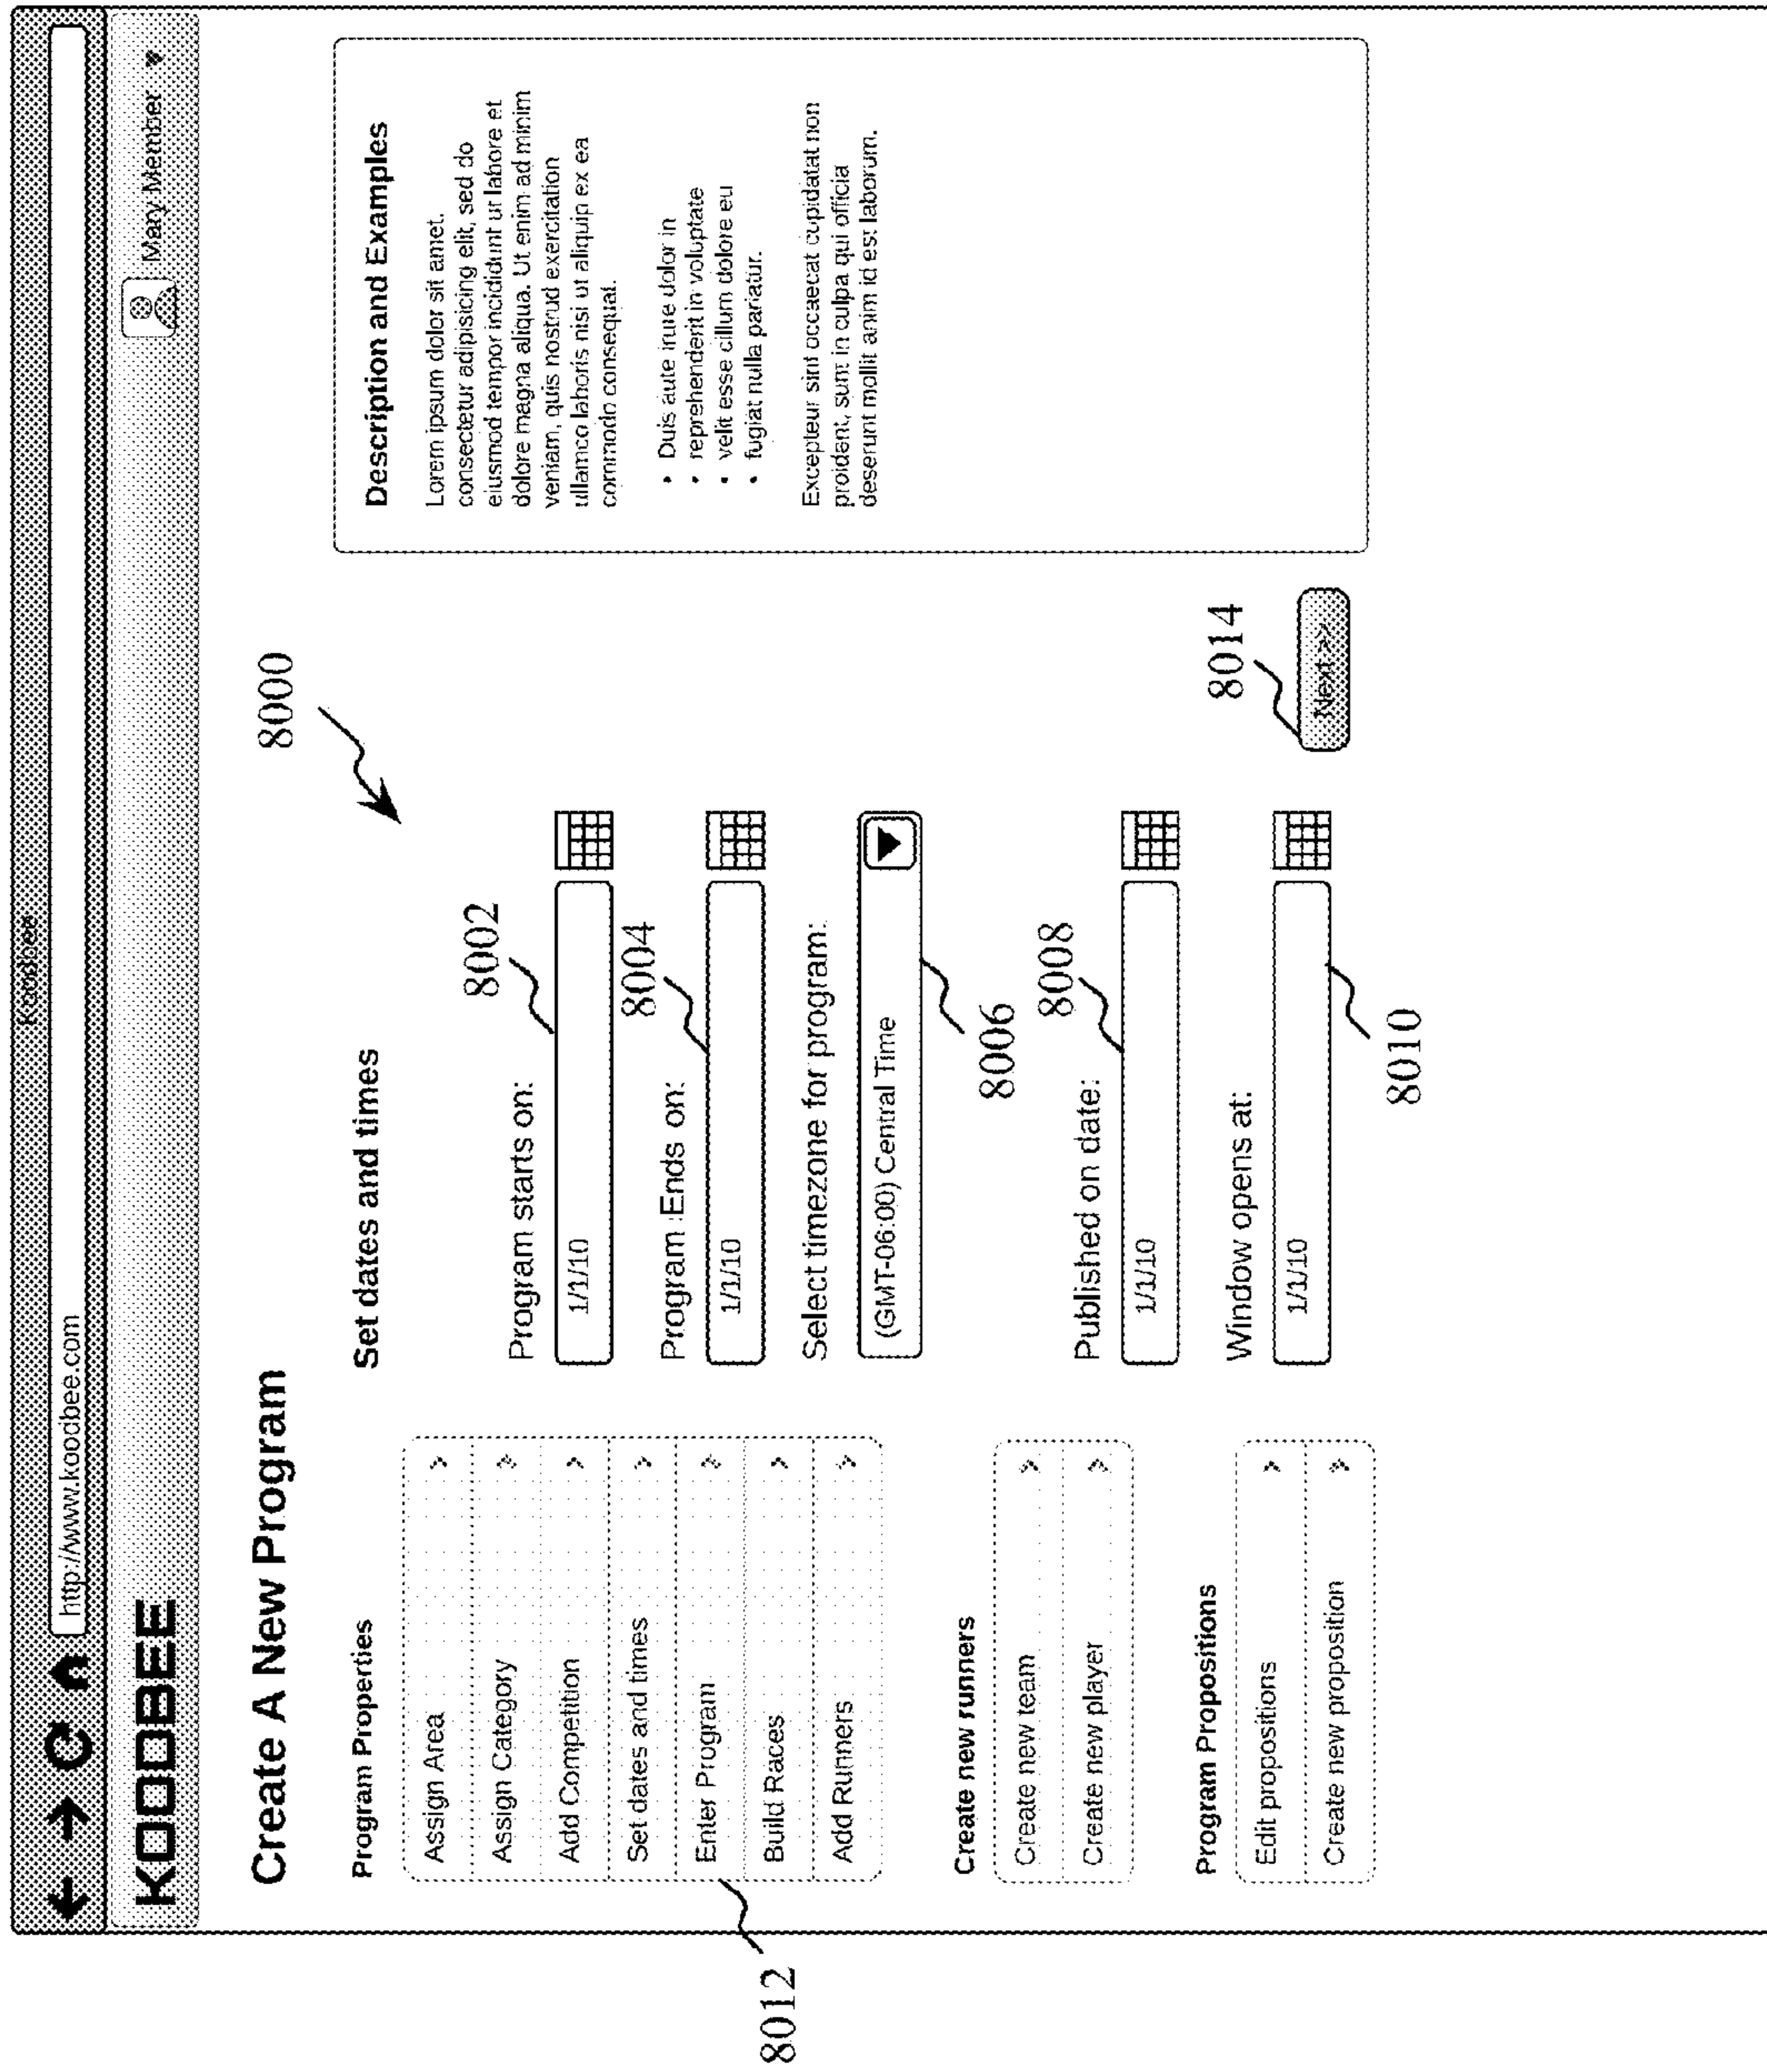 Koodbee
http://www.koodbee.com
KOODBEE
Mary Member
Create A New Program
8000
Program Properties
Assign Area
Assign Category
Add Competition
Set dates and times
Enter Program
Build Races
Add Runners
8012
Create new runners
Create new team
Create new player
Program Propositions
Edit propositions
Create new proposition
Set dates and times
Program starts on:
8002
1/1/10
Program Ends on:
8004
1/1/10
Select timezone for program:
(GMT-06:00) Central Time
8006
Published on date:
8008
1/1/10
Window opens at:
1/1/10
8010
8014
Next >>
Description and Examples
Lorem ipsum dolor sit amet,
consectetur adipisicing elit, sed do
eiusmod tempor incididunt ut labore et
dolore magna aliqua. Ut enim ad minim
veniam, quis nostrud exercitation
ullamco laboris nisi ut aliquip ex ea
commodo consequat.
• Duis aute irure dolor in
• reprehenderit in voluptate
• velit esse cillum dolore eu
• fugiat nulla pariatur.
Excepteur sint occaecat cupidatat non
proident, sunt in culpa qui officia
deserunt mollit anim id est laborum.